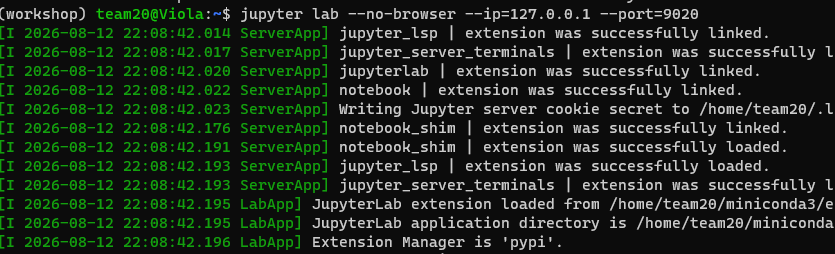 (workshop) team20@Viola:~$ jupyter lab --no-browser --ip=127.0.0.1 --port=9020
[I 2026-08-12 22:08:42.014 ServerApp] jupyter_lsp | extension was successfully linked.
[I 2026-08-12 22:08:42.017 ServerApp] jupyter_server_terminals | extension was successfully l
[I 2026-08-12 22:08:42.020 ServerApp] jupyterlab | extension was successfully linked.
[I 2026-08-12 22:08:42.022 ServerApp] notebook | extension was successfully linked.
[I 2026-08-12 22:08:42.023 ServerApp] Writing Jupyter server cookie secret to /home/team20/.l
[I 2026-08-12 22:08:42.176 ServerApp] notebook_shim | extension was successfully linked.
[I 2026-08-12 22:08:42.191 ServerApp] notebook_shim | extension was successfully loaded.
[I 2026-08-12 22:08:42.193 ServerApp] jupyter_lsp | extension was successfully loaded.
[I 2026-08-12 22:08:42.193 ServerApp] jupyter_server_terminals | extension was successfully l
[I 2026-08-12 22:08:42.195 LabApp] JupyterLab extension loaded from /home/team20/miniconda3/e
[I 2026-08-12 22:08:42.195 LabApp] JupyterLab application directory is /home/team20/miniconda
[I 2026-08-12 22:08:42.196 LabApp] Extension Manager is 'pypi'.